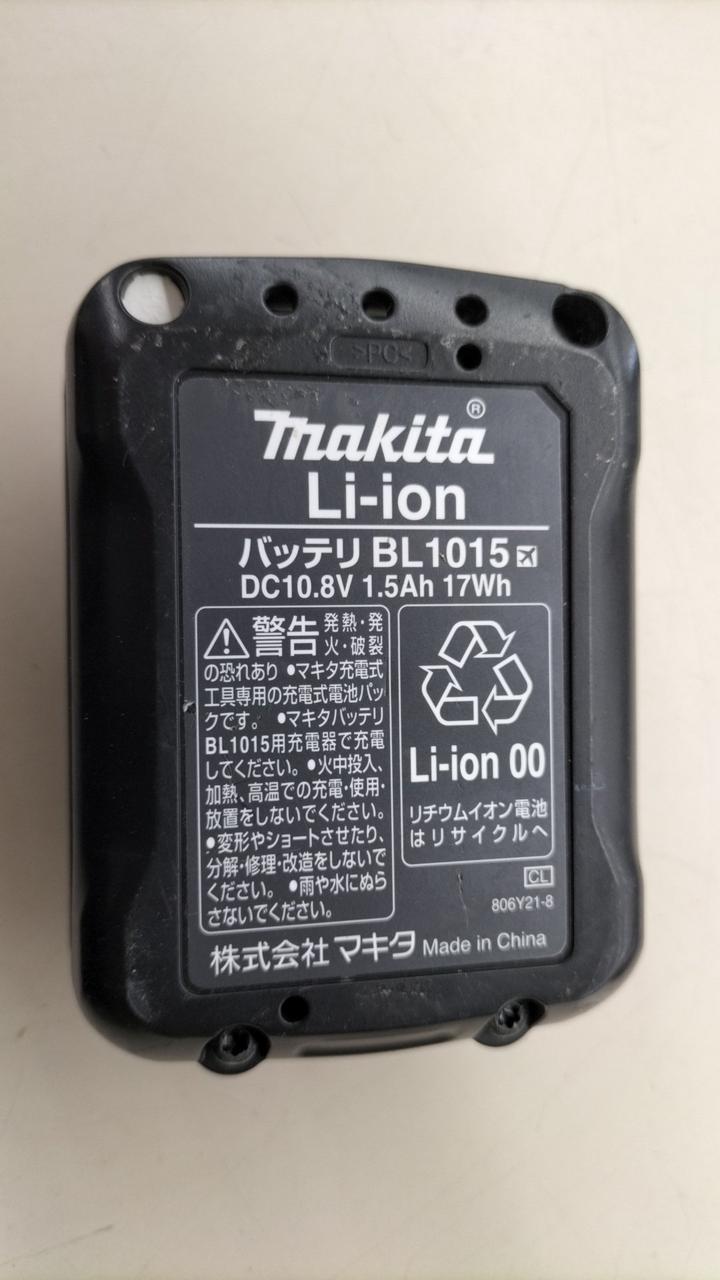 >PC<
makita®
Li-ion
バッテリ BL1015
DC10.8V 1.5Ah 17Wh
警告 発熱・発
火・破裂
の恐れあり ●マキタ充電式
工具専用の充電式電池パッ
クです。 ●マキタバッテリ
BL1015用充電器で充電
してください。●火中投入、
加熱、高温での充電・使用・
放置をしないでください。
●変形やショートさせたり、
分解・修理・改造をしないで
ください。 ●雨や水にぬら
さないでください。
Li-ion 00
リチウムイオン電池
はリサイクルへ
CL
806Y21-8
株式会社マキタ Made in China